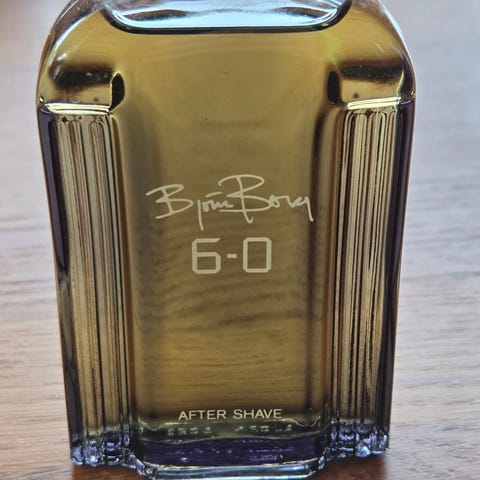 Björn Borg
6-0
AFTER SHAVE